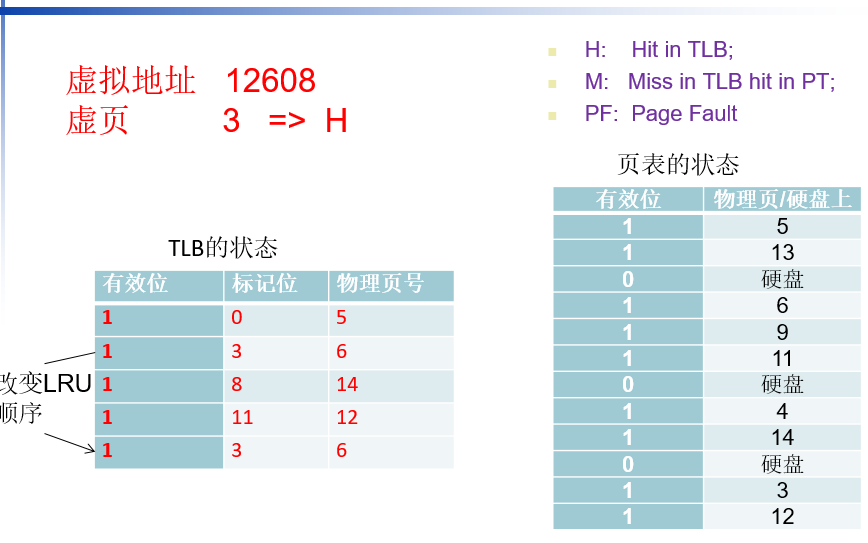 虚拟地址 12608
虚页 3 => H
H: Hit in TLB;
M: Miss in TLB hit in PT;
PF: Page Fault
TLB的状态
有效位 标记位 物理页号
1 0 5
1 3 6
1 8 14
1 11 12
1 3 6
改变LRU
顺序
页表的状态
有效位 物理页/硬盘上
1 5
1 13
0 硬盘
1 6
1 9
1 11
0 硬盘
1 4
1 14
0 硬盘
1 3
1 12